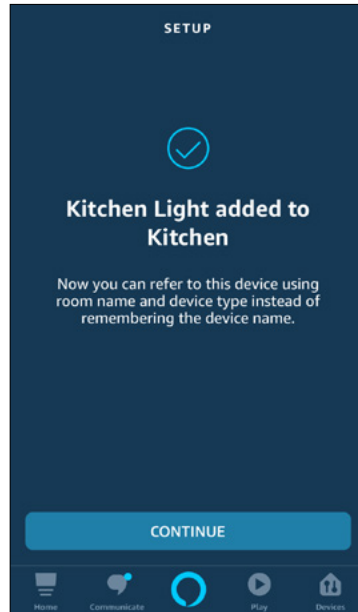 SETUP
Kitchen Light added to
Kitchen
Now you can refer to this device using
room name and device type instead of
remembering the device name.
CONTINUE
Home Communicate Play Devices